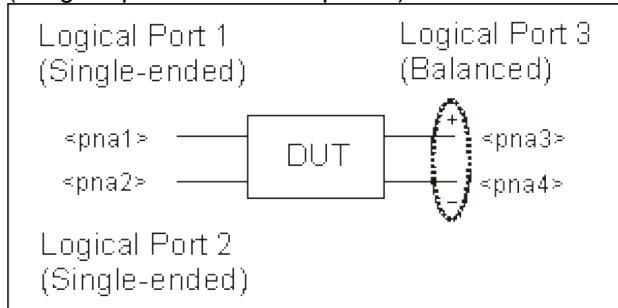 Logical Port 1
(Single-ended)
Logical Port 3
(Balanced)
<pna1>
<pna2>
DUT
+
<pna3>
<pna4>
−
Logical Port 2
(Single-ended)